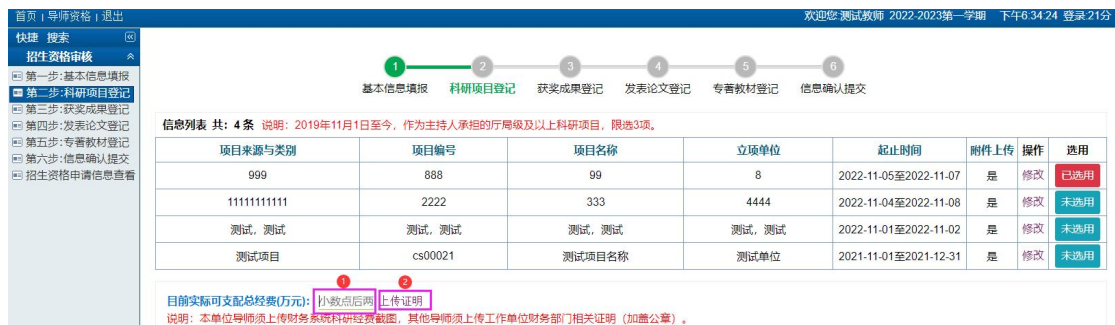 首页 | 导师资格 | 退出 欢迎您:测试教师 2022-2023第一学期 下午6:34:24 登录:21分
快捷 搜索
招生资格审核
第一步:基本信息填报
第二步:科研项目登记
第三步:获奖成果登记
第四步:发表论文登记
第五步:专著教材登记
第六步:信息确认提交
招生资格申请信息查看
1 2 3 4 5 6
基本信息填报 科研项目登记 获奖成果登记 发表论文登记 专著教材登记 信息确认提交
信息列表 共: 4 条 说明: 2019年11月1日至今，作为主持人承担的厅局级及以上科研项目，限选3项。
项目来源与类别 项目编号 项目名称 立项单位 起止时间 附件上传 操作 选用
999 888 99 8 2022-11-05至2022-11-07 是 修改 已选用
11111111111 2222 333 4444 2022-11-04至2022-11-08 是 修改 未选用
测试，测试 测试，测试 测试，测试 测试，测试 2022-11-01至2022-11-02 是 修改 未选用
测试项目 cs00021 测试项目名称 测试单位 2021-11-01至2021-12-31 是 修改 未选用
1 2
目前实际可支配总经费(万元): 小数点后两 上传证明
说明: 本单位导师须上传财务系统科研经费截图，其他导师须上传工作单位财务部门相关证明（加盖公章）。